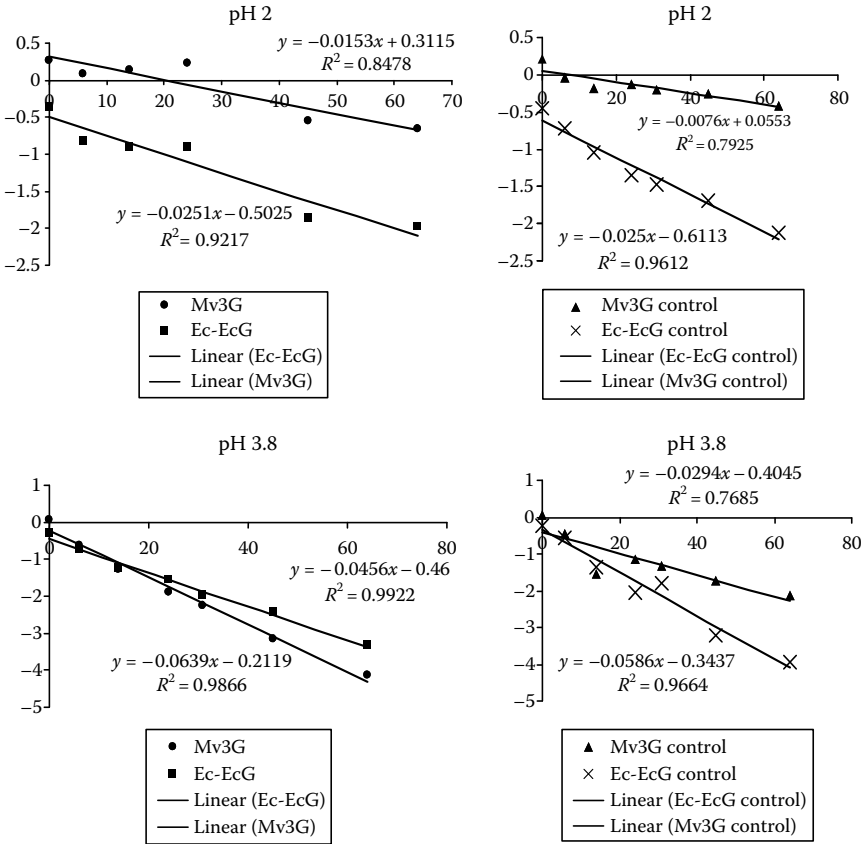 pH 2
0.5
0
−0.5
−1
−1.5
−2
−2.5
0 10 20 30 40 50 60 70
y = −0.0153x + 0.3115
R² = 0.8478
y = −0.0251x − 0.5025
R² = 0.9217
Mv3G
Ec-EcG
Linear (Ec-EcG)
Linear (Mv3G)
pH 2
0.5
0
−0.5
−1
−1.5
−2
−2.5
0 20 40 60 80
y = −0.0076x + 0.0553
R² = 0.7925
y = −0.025x − 0.6113
R² = 0.9612
Mv3G control
Ec-EcG control
Linear (Ec-EcG control)
Linear (Mv3G control)
pH 3.8
1
0
−1
−2
−3
−4
−5
0 20 40 60 80
y = −0.0456x − 0.46
R² = 0.9922
y = −0.0639x − 0.2119
R² = 0.9866
Mv3G
Ec-EcG
Linear (Ec-EcG)
Linear (Mv3G)
pH 3.8
y = −0.0294x − 0.4045
R² = 0.7685
1
0
−1
−2
−3
−4
−5
0 20 40 60 80
y = −0.0586x − 0.3437
R² = 0.9664
Mv3G control
Ec-EcG control
Linear (Ec-EcG control)
Linear (Mv3G control)